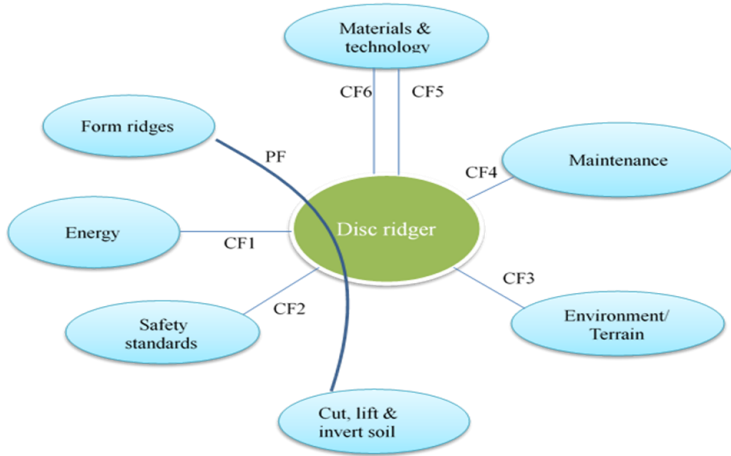 Materials &
technology
CF6
CF5
Form ridges
PF
Maintenance
CF4
Disc ridger
Energy
CF1
CF3
CF2
Environment/
Terrain
Safety
standards
Cut, lift &
invert soil